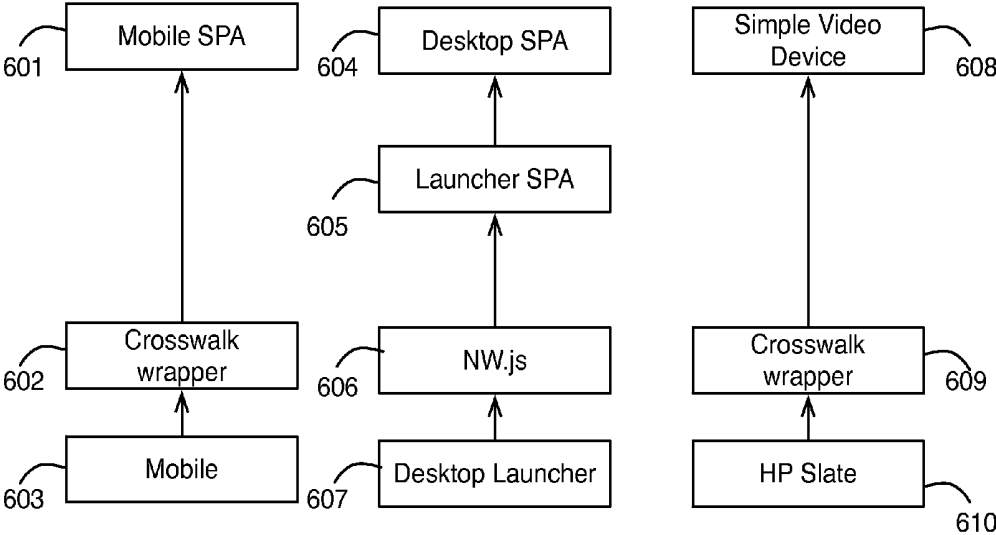 Mobile SPA
601
Desktop SPA
604
Simple Video
Device
608
Launcher SPA
605
Crosswalk
wrapper
602
NW.js
606
Crosswalk
wrapper
609
Mobile
603
Desktop Launcher
607
HP Slate
610